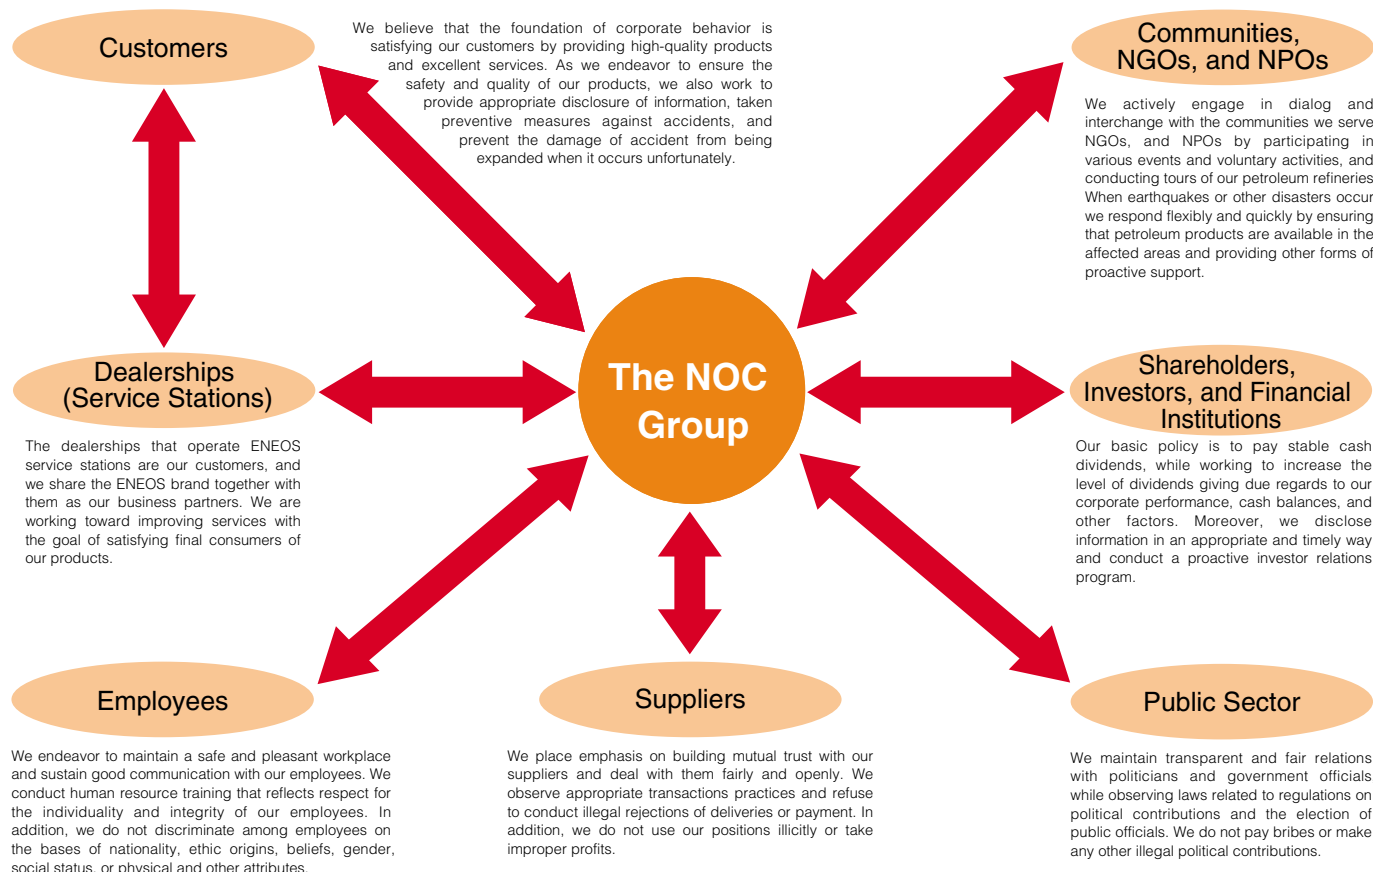 Customers
We believe that the foundation of corporate behavior is
satisfying our customers by providing high-quality products
and excellent services. As we endeavor to ensure the
safety and quality of our products, we also work to
provide appropriate disclosure of information, taken
preventive measures against accidents, and
prevent the damage of accident from being
expanded when it occurs unfortunately.
Communities,
NGOs, and NPOs
We actively engage in dialog and
interchange with the communities we serve
NGOs, and NPOs by participating in
various events and voluntary activities, and
conducting tours of our petroleum refineries
When earthquakes or other disasters occur
we respond flexibly and quickly by ensuring
that petroleum products are available in the
affected areas and providing other forms of
proactive support.
Dealerships
(Service Stations)
The dealerships that operate ENEOS
service stations are our customers, and
we share the ENEOS brand together with
them as our business partners. We are
working toward improving services with
the goal of satisfying final consumers of
our products.
The NOC
Group
Shareholders,
Investors, and Financial
Institutions
Our basic policy is to pay stable cash
dividends, while working to increase the
level of dividends giving due regards to our
corporate performance, cash balances, and
other factors. Moreover, we disclose
information in an appropriate and timely way
and conduct a proactive investor relations
program.
Employees
We endeavor to maintain a safe and pleasant workplace
and sustain good communication with our employees. We
conduct human resource training that reflects respect for
the individuality and integrity of our employees. In
addition, we do not discriminate among employees on
the bases of nationality, ethic origins, beliefs, gender,
social status, or physical and other attributes.
Suppliers
We place emphasis on building mutual trust with our
suppliers and deal with them fairly and openly. We
observe appropriate transactions practices and refuse
to conduct illegal rejections of deliveries or payment. In
addition, we do not use our positions illicitly or take
improper profits.
Public Sector
We maintain transparent and fair relations
with politicians and government officials
while observing laws related to regulations on
political contributions and the election of
public officials. We do not pay bribes or make
any other illegal political contributions.